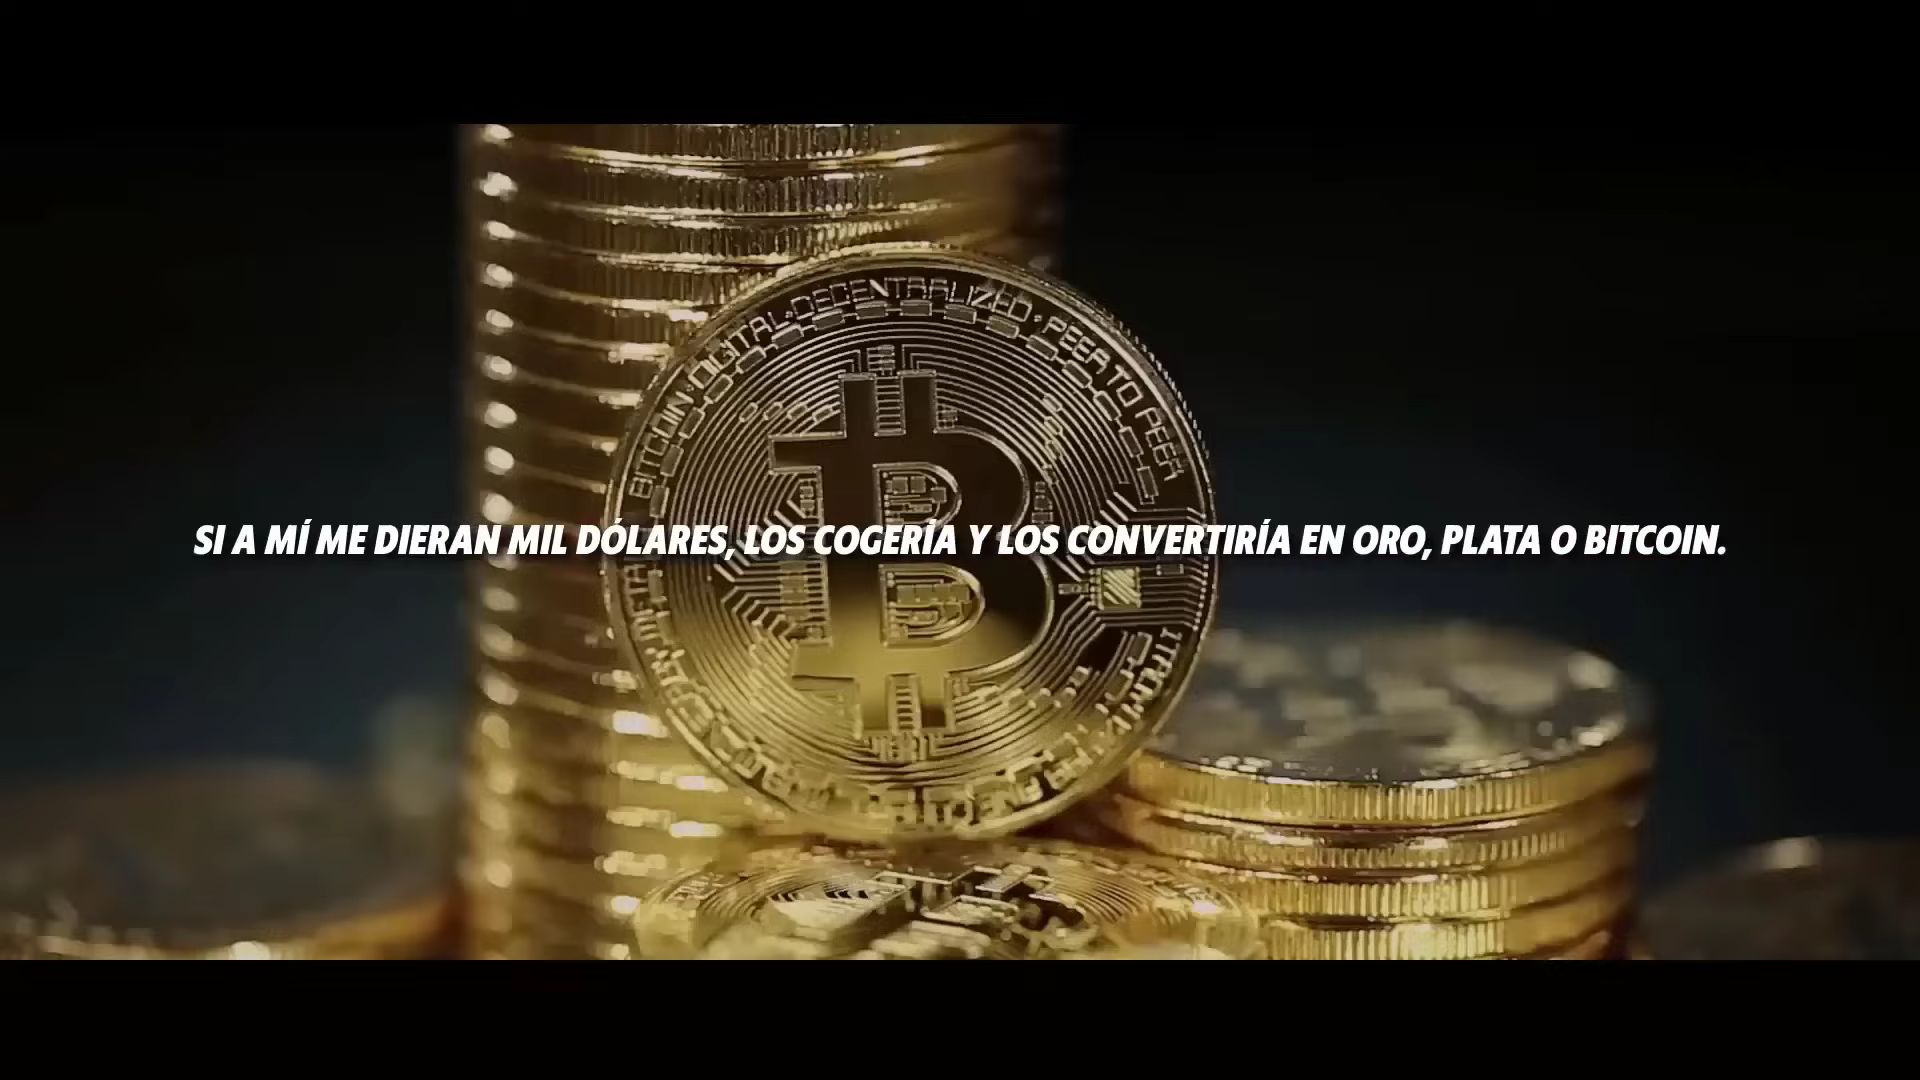 BITCOIN·DIGITAL·DECENTRALIZED·PEER TO PEER
SI A MÍ ME DIERAN MIL DÓLARES, LOS COGERÍA Y LOS CONVERTIRÍA EN ORO, PLATA O BITCOIN.